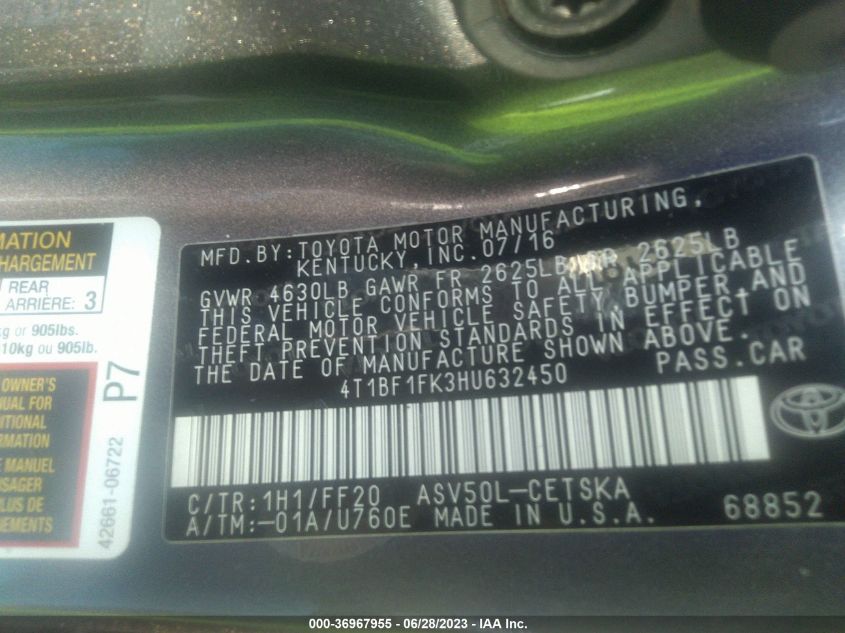 MATION
HARGEMENT
REAR
ARRIÈRE: 3
kg or 905lbs.
10kg ou 905lb.
OWNER'S
UAL FOR
ITIONAL
RMATION
E MANUEL
USAGER
PLUS DE
NEMENTS
P7
42661-06722
MFD.BY:TOYOTA MOTOR MANUFACTURING,
KENTUCKY,INC.07/16
GVWR 4630LB GAWR FR 2625LB RR 2625LB
THIS VEHICLE CONFORMS TO ALL APPLICABLE
FEDERAL MOTOR VEHICLE SAFETY BUMPER,AND
THEFT PREVENTION STANDARDS IN EFFECT ON
THE DATE OF MANUFACTURE SHOWN ABOVE.
4T1BF1FK3HU632450 PASS.CAR
C/TR:1H1/FF20 ASV50L-CETSKA
A/TM:-01A/U760E MADE IN U.S.A. 68852
000-36967955 - 06/28/2023 - IAA Inc.